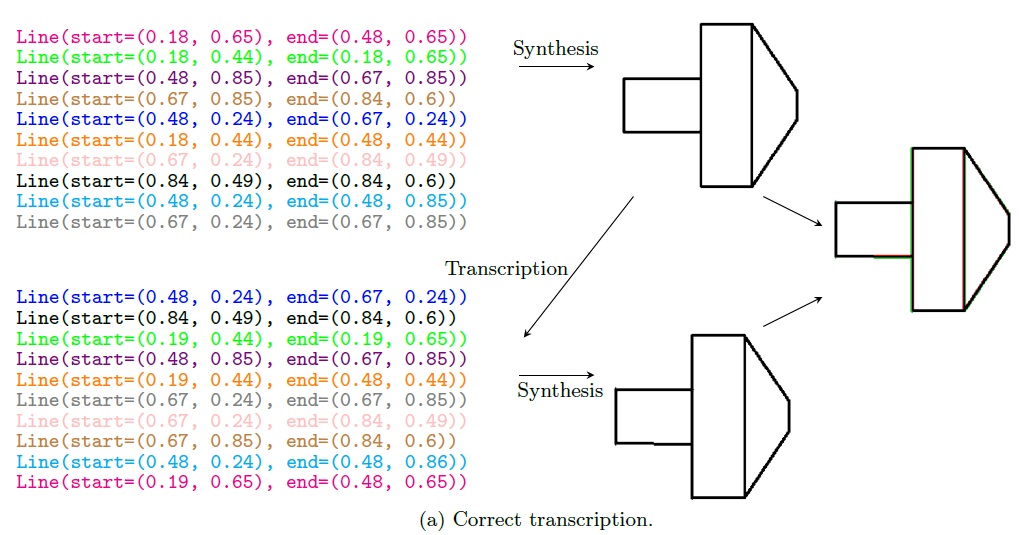 Line(start=(0.18, 0.65), end=(0.48, 0.65))
Line(start=(0.18, 0.44), end=(0.18, 0.65))
Line(start=(0.48, 0.85), end=(0.67, 0.85))
Line(start=(0.67, 0.85), end=(0.84, 0.6))
Line(start=(0.48, 0.24), end=(0.67, 0.24))
Line(start=(0.18, 0.44), end=(0.48, 0.44))
Line(start=(0.67, 0.24), end=(0.84, 0.49))
Line(start=(0.84, 0.49), end=(0.84, 0.6))
Line(start=(0.48, 0.24), end=(0.48, 0.85))
Line(start=(0.67, 0.24), end=(0.67, 0.85))
Synthesis
Transcription
Line(start=(0.48, 0.24), end=(0.67, 0.24))
Line(start=(0.84, 0.49), end=(0.84, 0.6))
Line(start=(0.19, 0.44), end=(0.19, 0.65))
Line(start=(0.48, 0.85), end=(0.67, 0.85))
Line(start=(0.19, 0.44), end=(0.48, 0.44))
Line(start=(0.67, 0.24), end=(0.67, 0.85))
Line(start=(0.67, 0.24), end=(0.84, 0.49))
Line(start=(0.67, 0.85), end=(0.84, 0.6))
Line(start=(0.48, 0.24), end=(0.48, 0.86))
Line(start=(0.19, 0.65), end=(0.48, 0.65))
Synthesis
(a) Correct transcription.